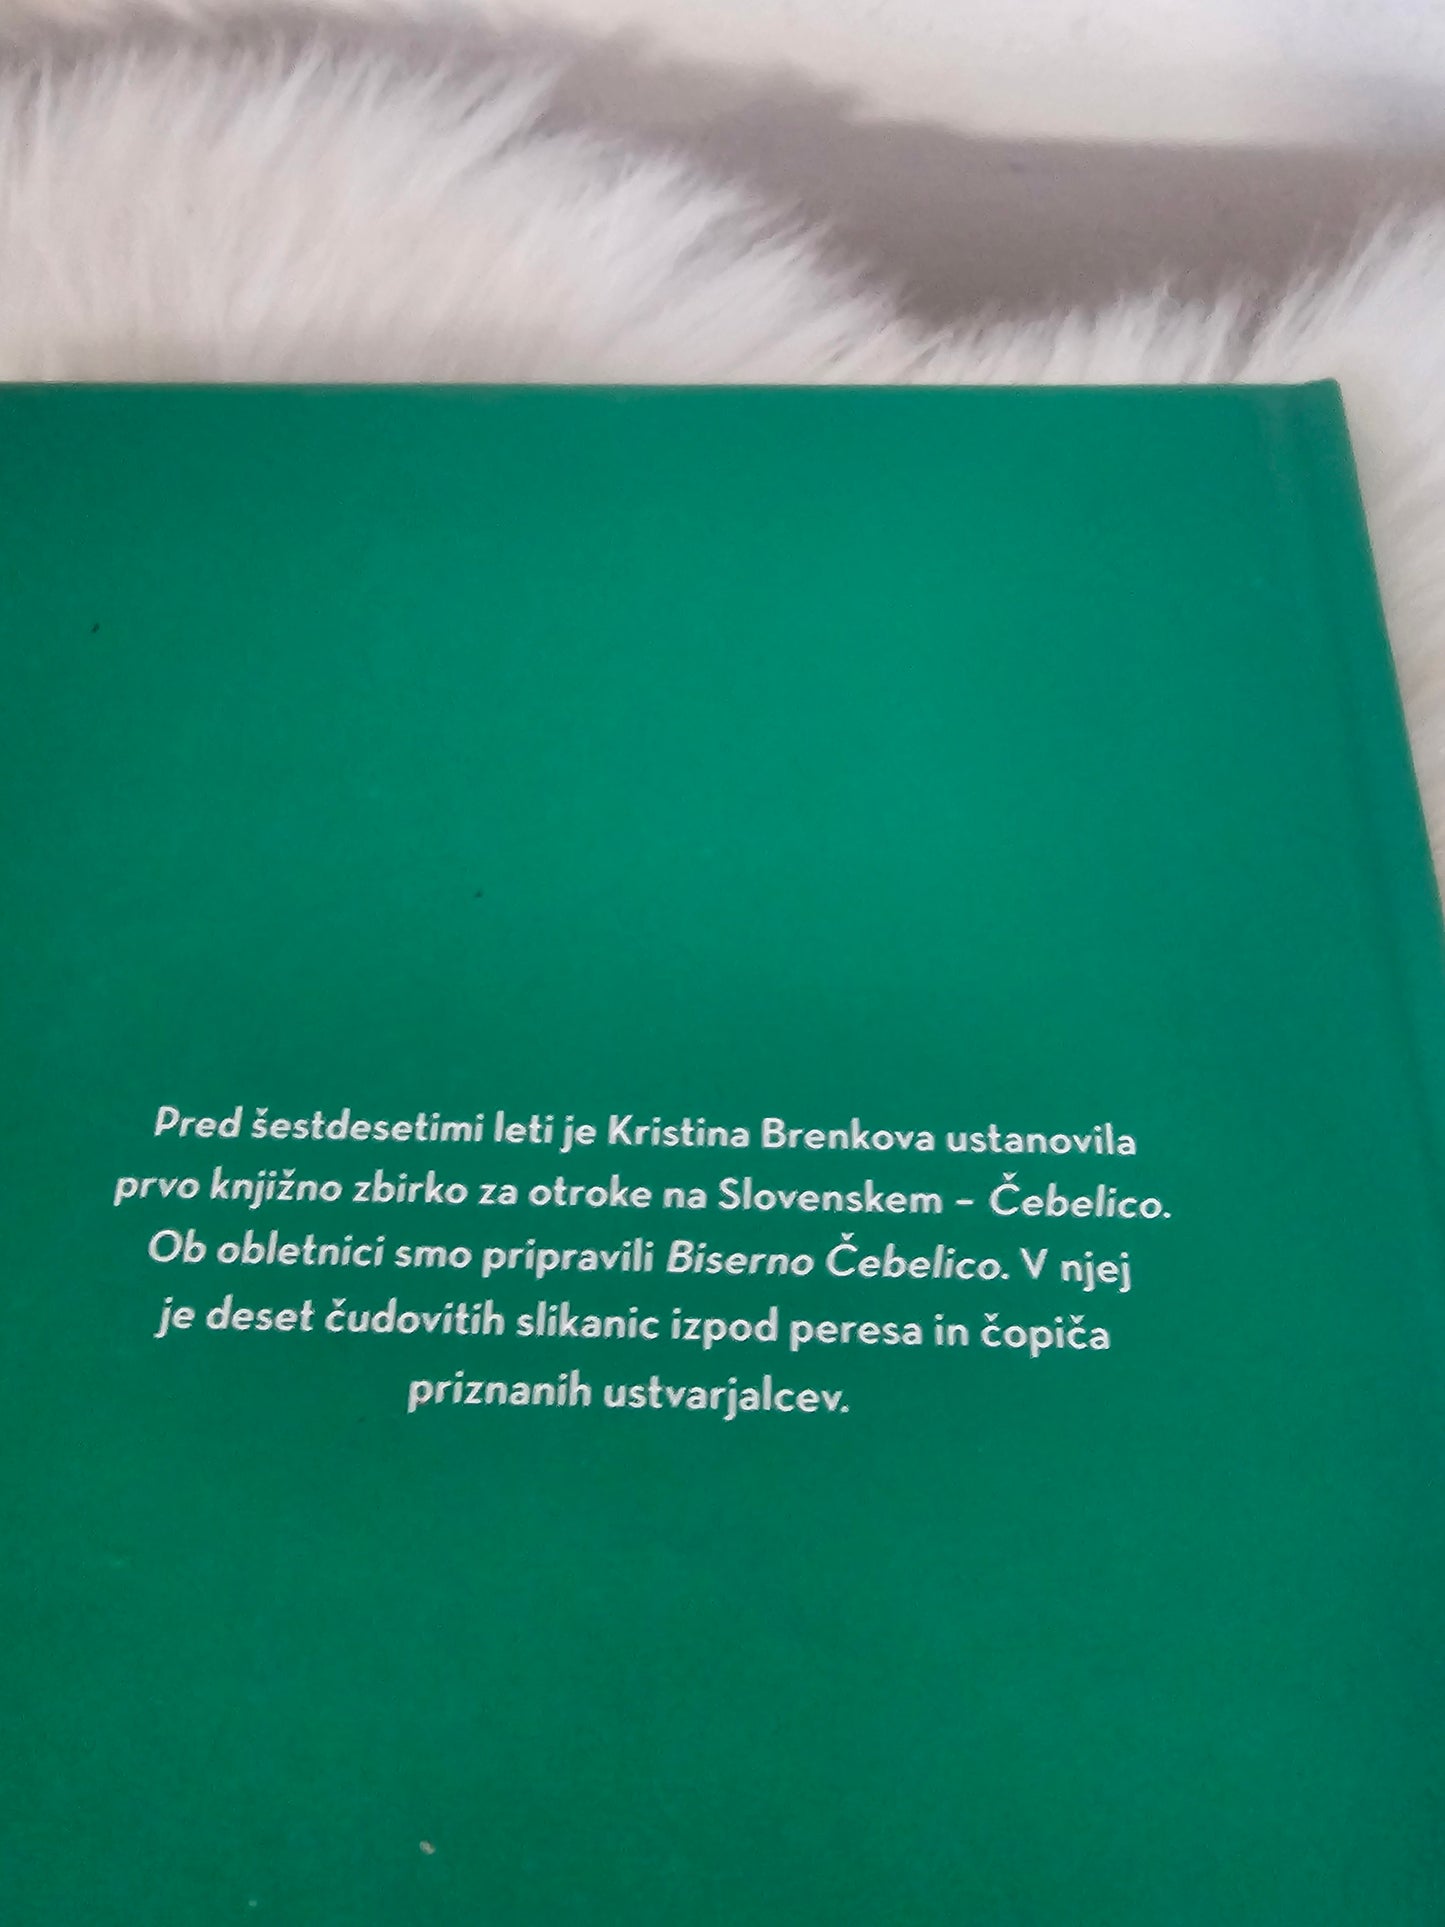 Pred šestdesetimi leti je Kristina Brenkova ustanovila
prvo knjižno zbirko za otroke na Slovenskem – Čebelico.
Ob obletnici smo pripravili Biserno Čebelico. V njej
je deset čudovitih slikanic izpod peresa in čopiča
priznanih ustvarjalcev.